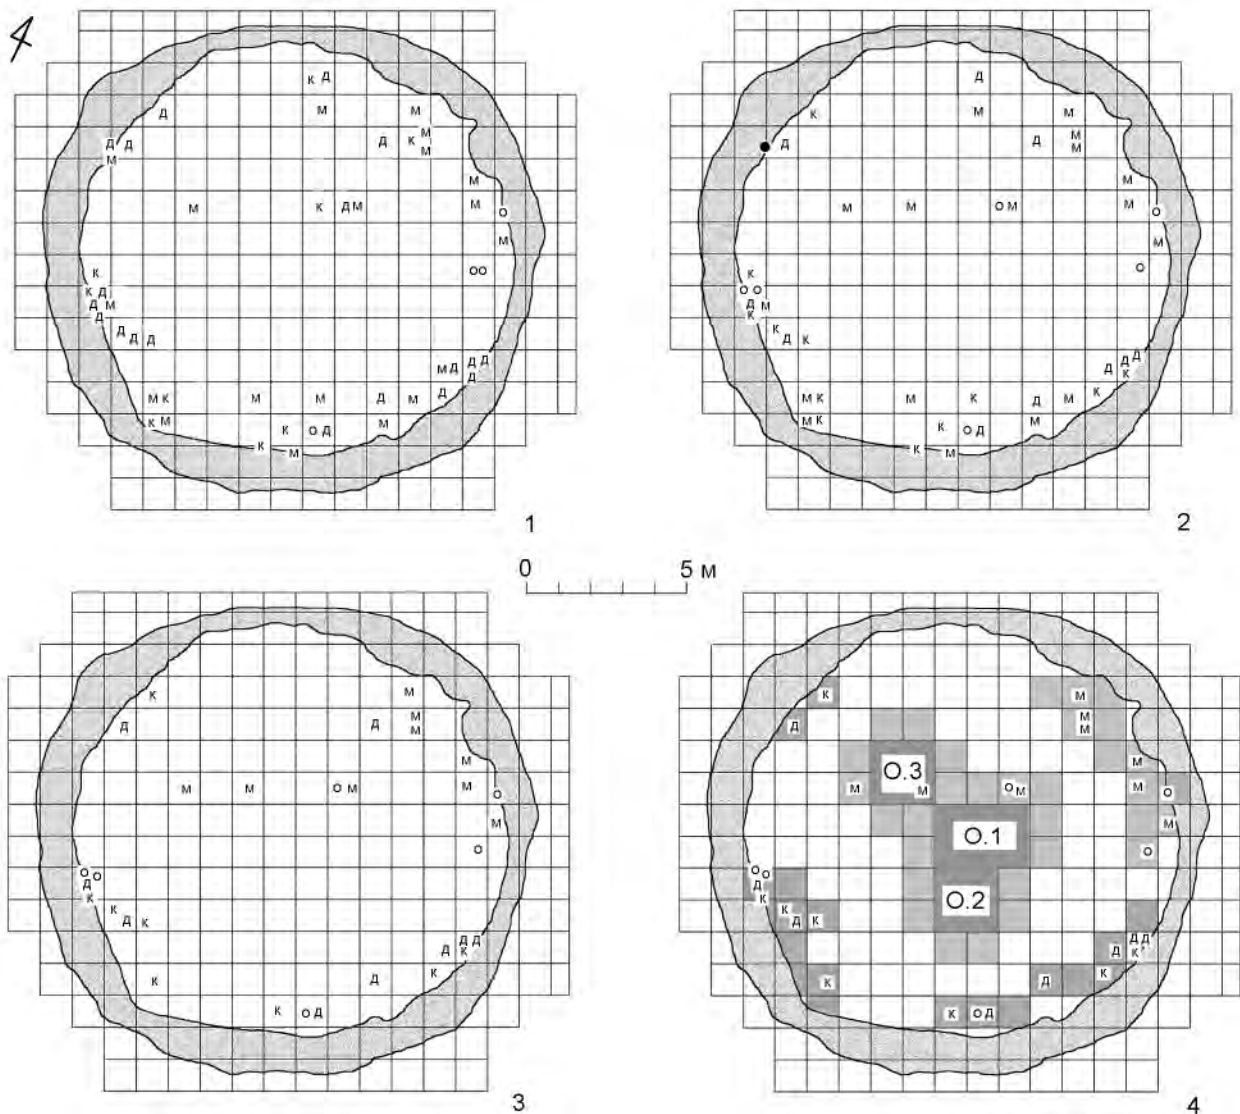 4
К Д
Д М М
Д Д Д К М
М М
М
М М К Д М М О
М
К ОО
К Д
Д М
Д
Д Д Д
М Д Д Д
Д
М К М М Д М Д
К М К О Д М
К М
1
Д
К М М
Д Д М
М
М
М М О М М О
М
К О
О О
Д М
К
К
Д К
Д Д Д
К
М К М К Д М К
М К К О Д М
К М
2
0 5 м
К М
Д Д М
М
М
М М О М М О
М
О
О О
Д
К
К
Д К
Д Д
Д К
К Д К
К О Д
3
К М
Д М
М
О.3 М
М М О М М О
О.1 М
О
О О
Д
К О.2
К
Д К
Д Д
Д К
К Д К
К О Д
4